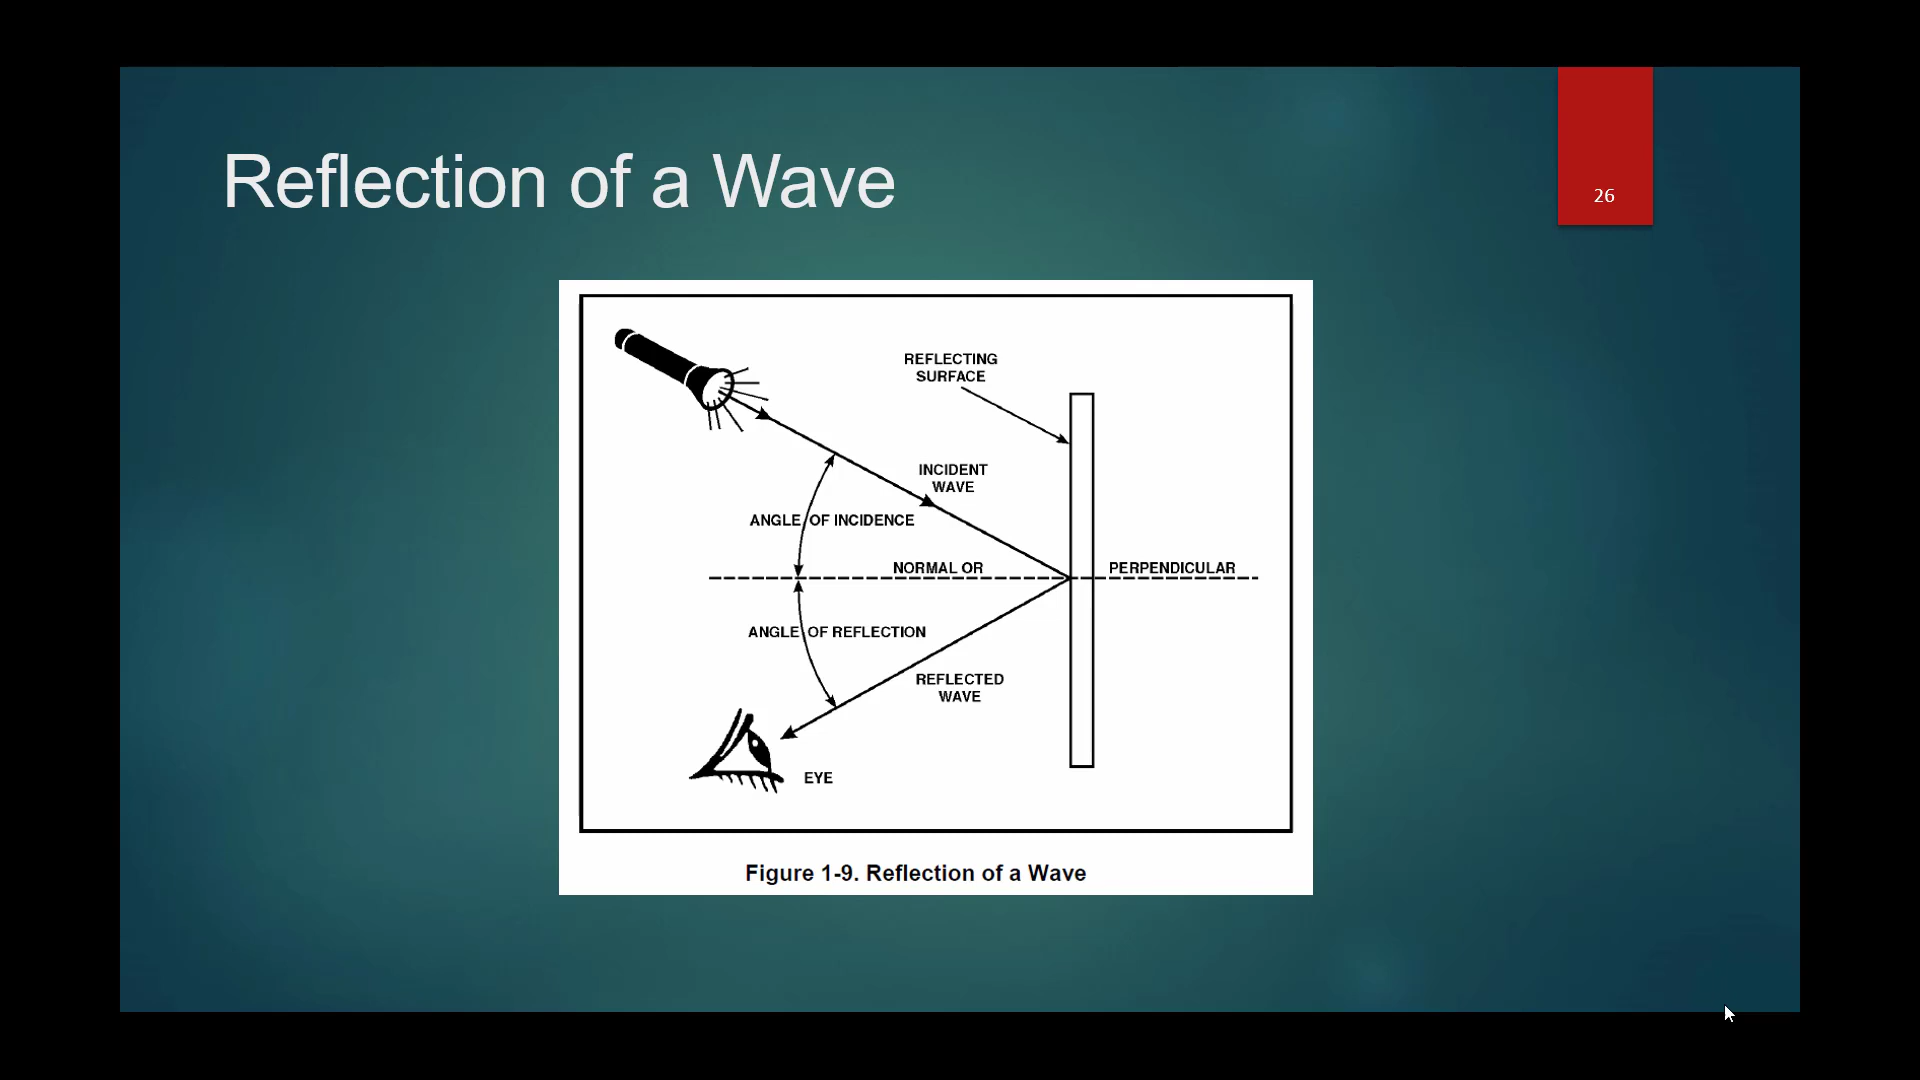 Reflection of a Wave
26
REFLECTING
SURFACE
INCIDENT
WAVE
ANGLE OF INCIDENCE
NORMAL OR PERPENDICULAR
ANGLE OF REFLECTION
REFLECTED
WAVE
EYE
Figure 1-9. Reflection of a Wave